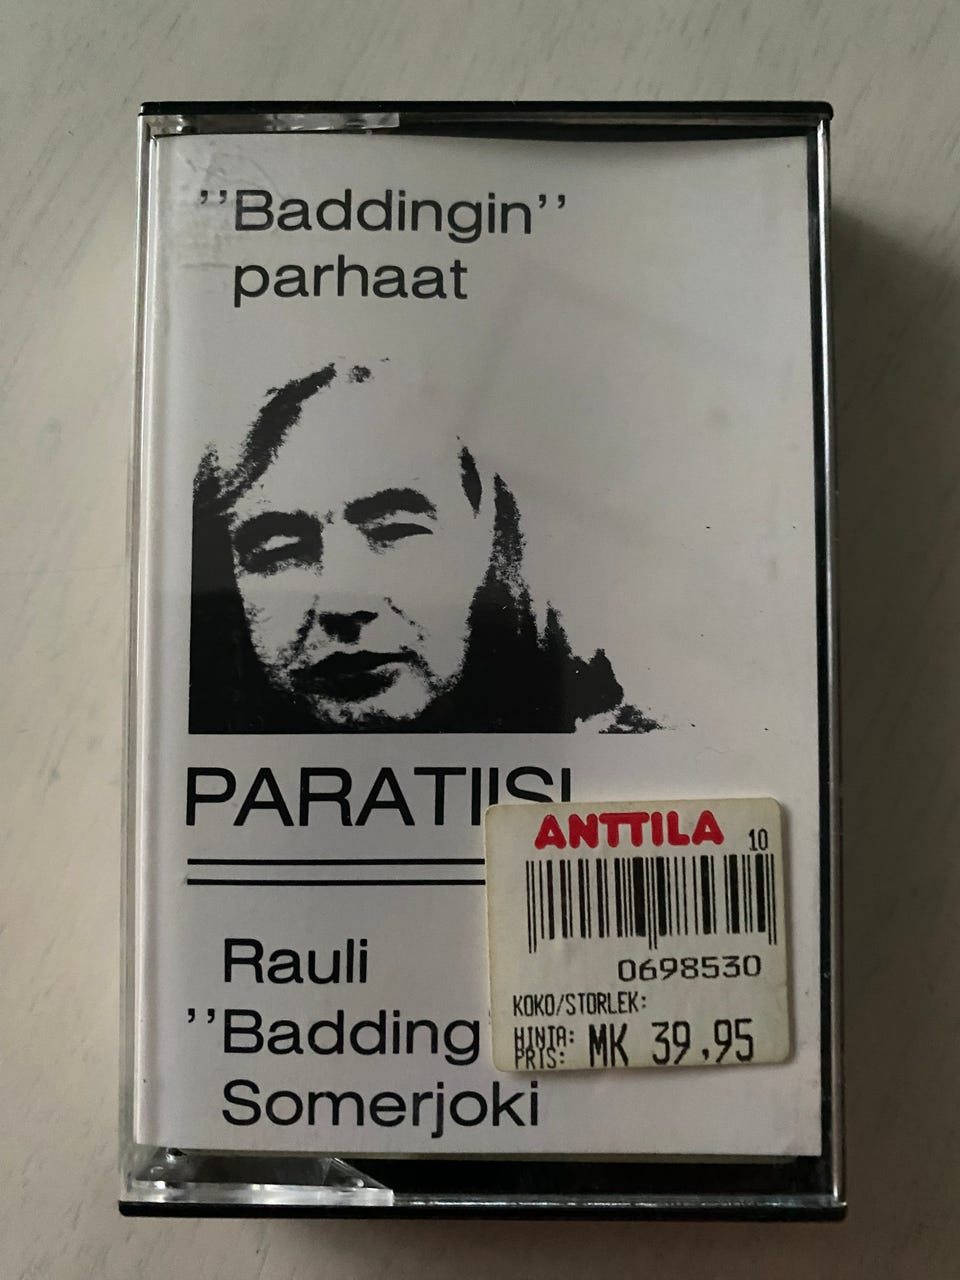 ’’Baddingin’’
parhaat
PARATIISI
Rauli
’’Badding
Somerjoki
ANTTILA
10
0698530
KOKO/STORLEK:
HINTA:
PRIS: MK 39,95